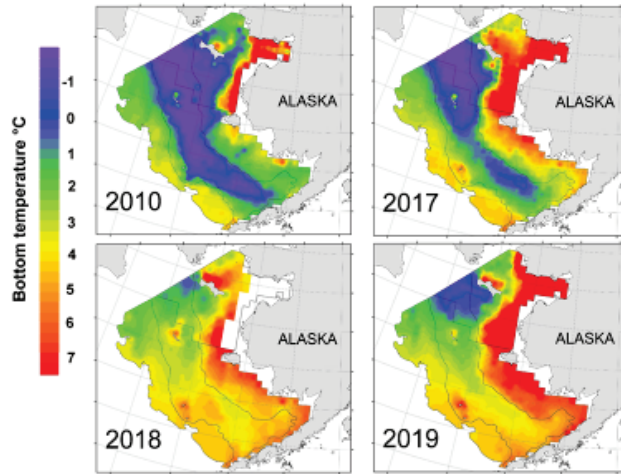 Bottom temperature °C
-1
0
1
2
3
4
5
6
7
ALASKA
2010
ALASKA
2017
ALASKA
2018
ALASKA
2019